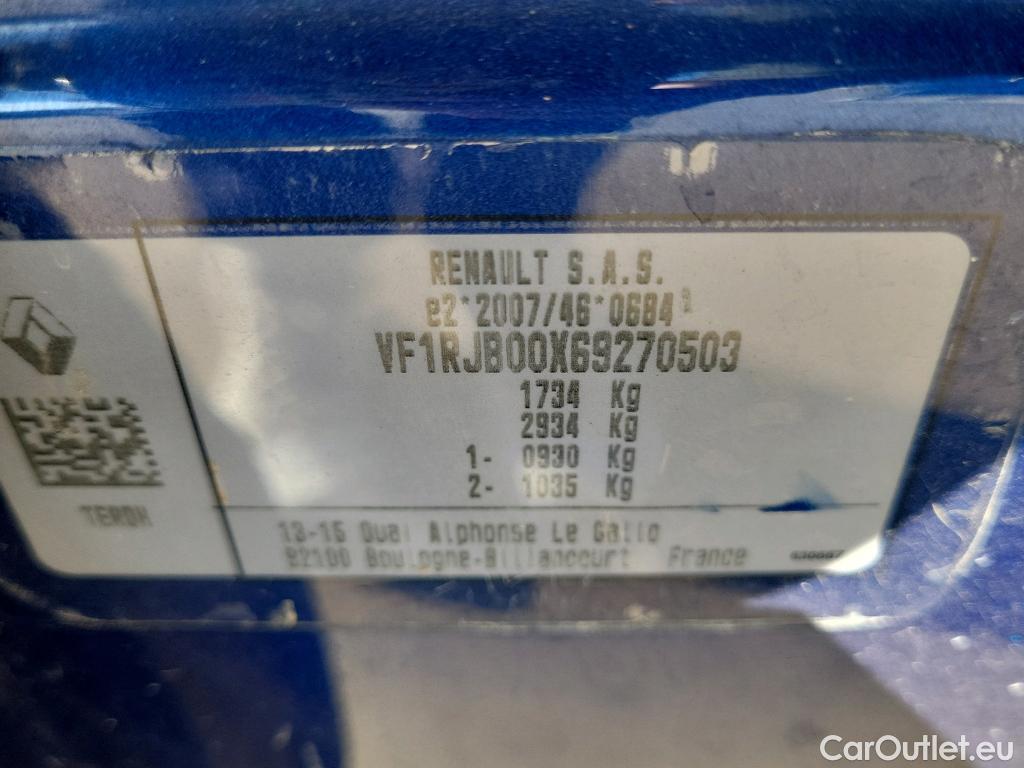 RENAULT S.A.S.
e2*2007/46*0684
VF1RJB00X69270503
1734 Kg
2934 Kg
1- 0930 Kg
2- 1035 Kg
13-15 Quai Alphonse Le Gallo
92100 Boulogne-Billancourt France
CarOutlet.eu